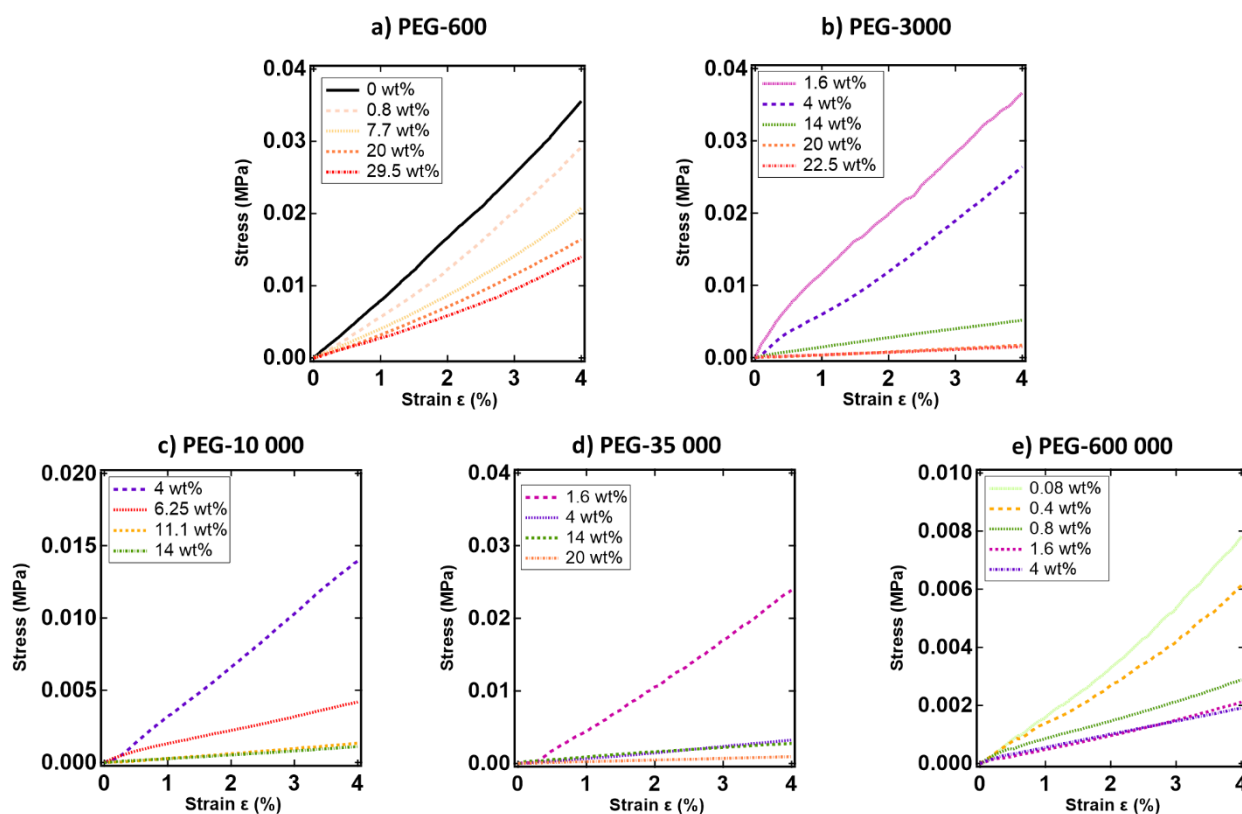 a) PEG-600
b) PEG-3000
0.04
0.03
0.02
0.01
0.00
Stress (MPa)
0 wt%
0.8 wt%
7.7 wt%
20 wt%
29.5 wt%
0 1 2 3 4
Strain ε (%)
0.04
0.03
0.02
0.01
0.00
Stress (MPa)
1.6 wt%
4 wt%
14 wt%
20 wt%
22.5 wt%
0 1 2 3 4
Strain ε (%)
c) PEG-10 000
d) PEG-35 000
e) PEG-600 000
0.020
0.015
0.010
0.005
0.000
Stress (MPa)
4 wt%
6.25 wt%
11.1 wt%
14 wt%
0 1 2 3 4
Strain ε (%)
0.04
0.03
0.02
0.01
0.00
Stress (MPa)
1.6 wt%
4 wt%
14 wt%
20 wt%
0 1 2 3 4
Strain ε (%)
0.010
0.008
0.006
0.004
0.002
0.000
Stress (MPa)
0.08 wt%
0.4 wt%
0.8 wt%
1.6 wt%
4 wt%
0 1 2 3 4
Strain ε (%)